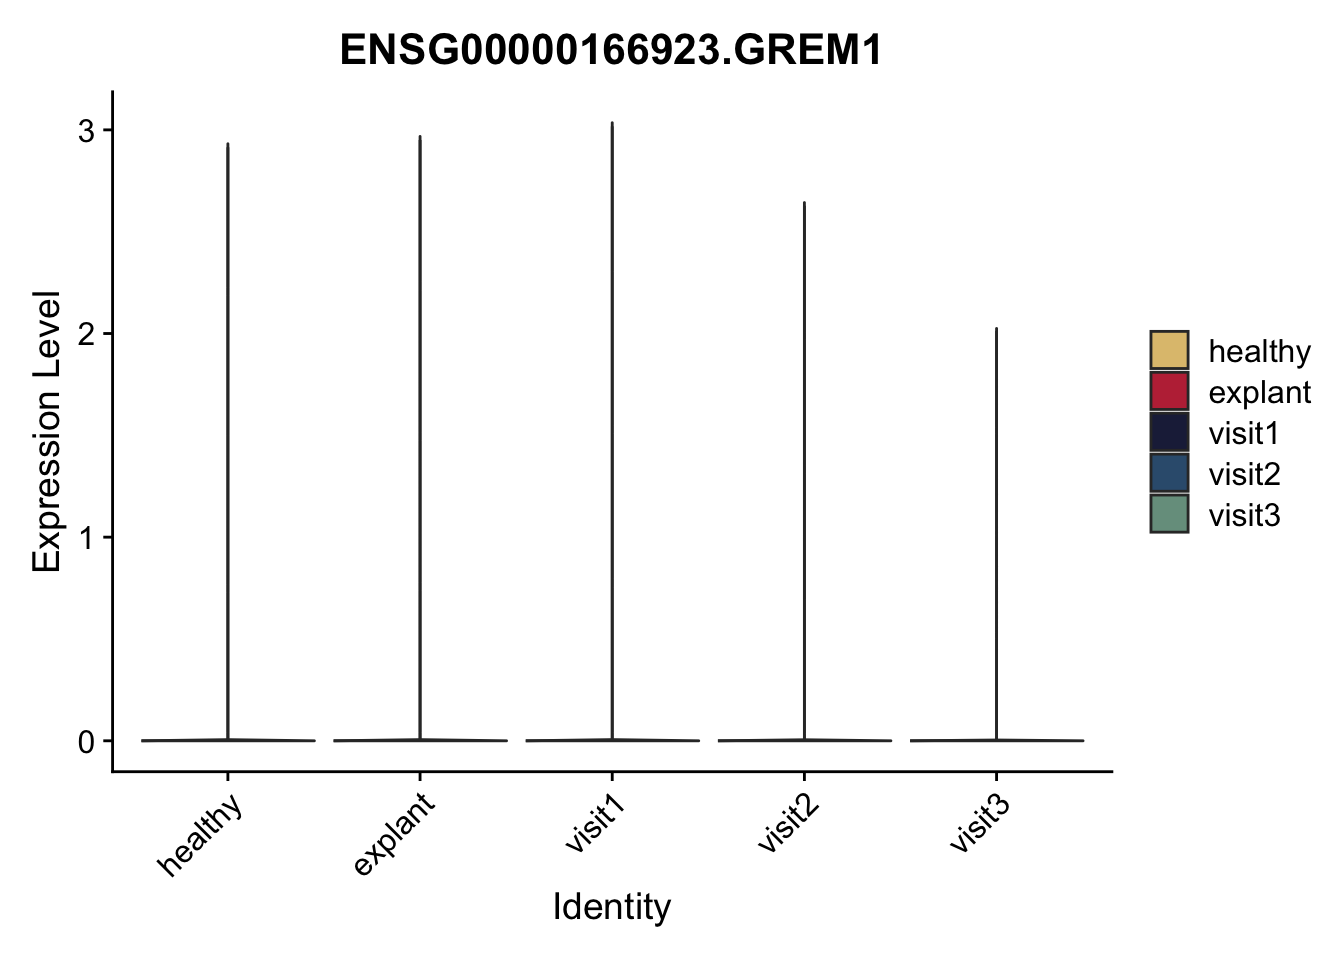 ENSG00000166923.GREM1
Expression Level
3
2
1
0
healthy
explant
visit1
visit2
visit3
Identity
healthy
explant
visit1
visit2
visit3